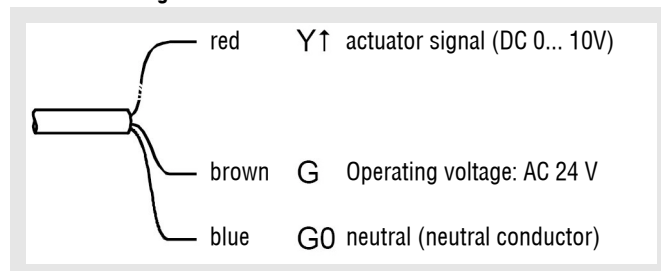 red Y↑ actuator signal (DC 0... 10V)
brown G Operating voltage: AC 24 V
blue G0 neutral (neutral conductor)